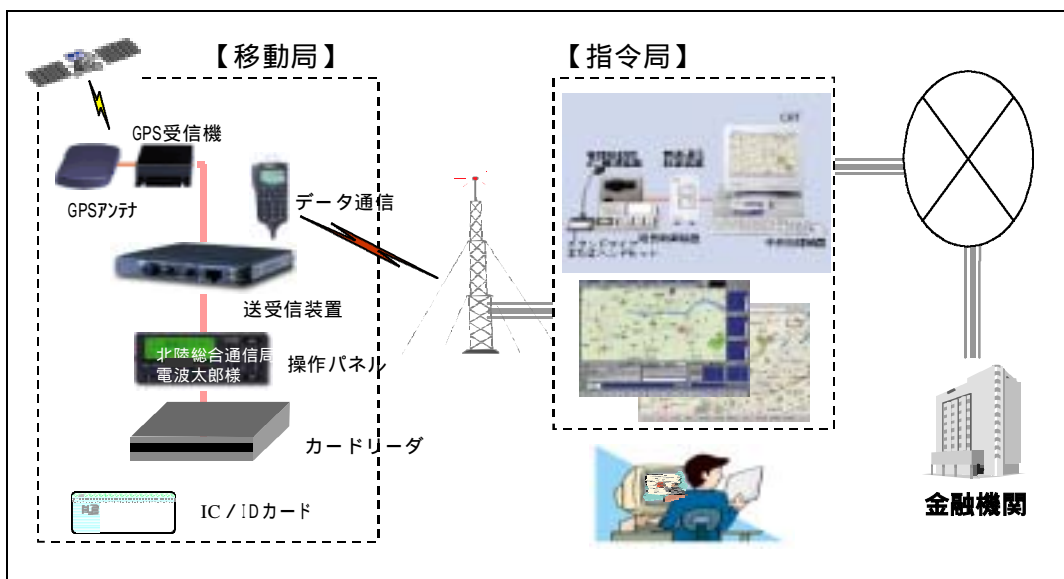 【移動局】
【指令局】
GPS受信機
GPSアンテナ
データ通信
CRT
送受信装置
北陸総合通信局
電波太郎様
操作パネル
カードリーダ
IC/IDカード
金融機関